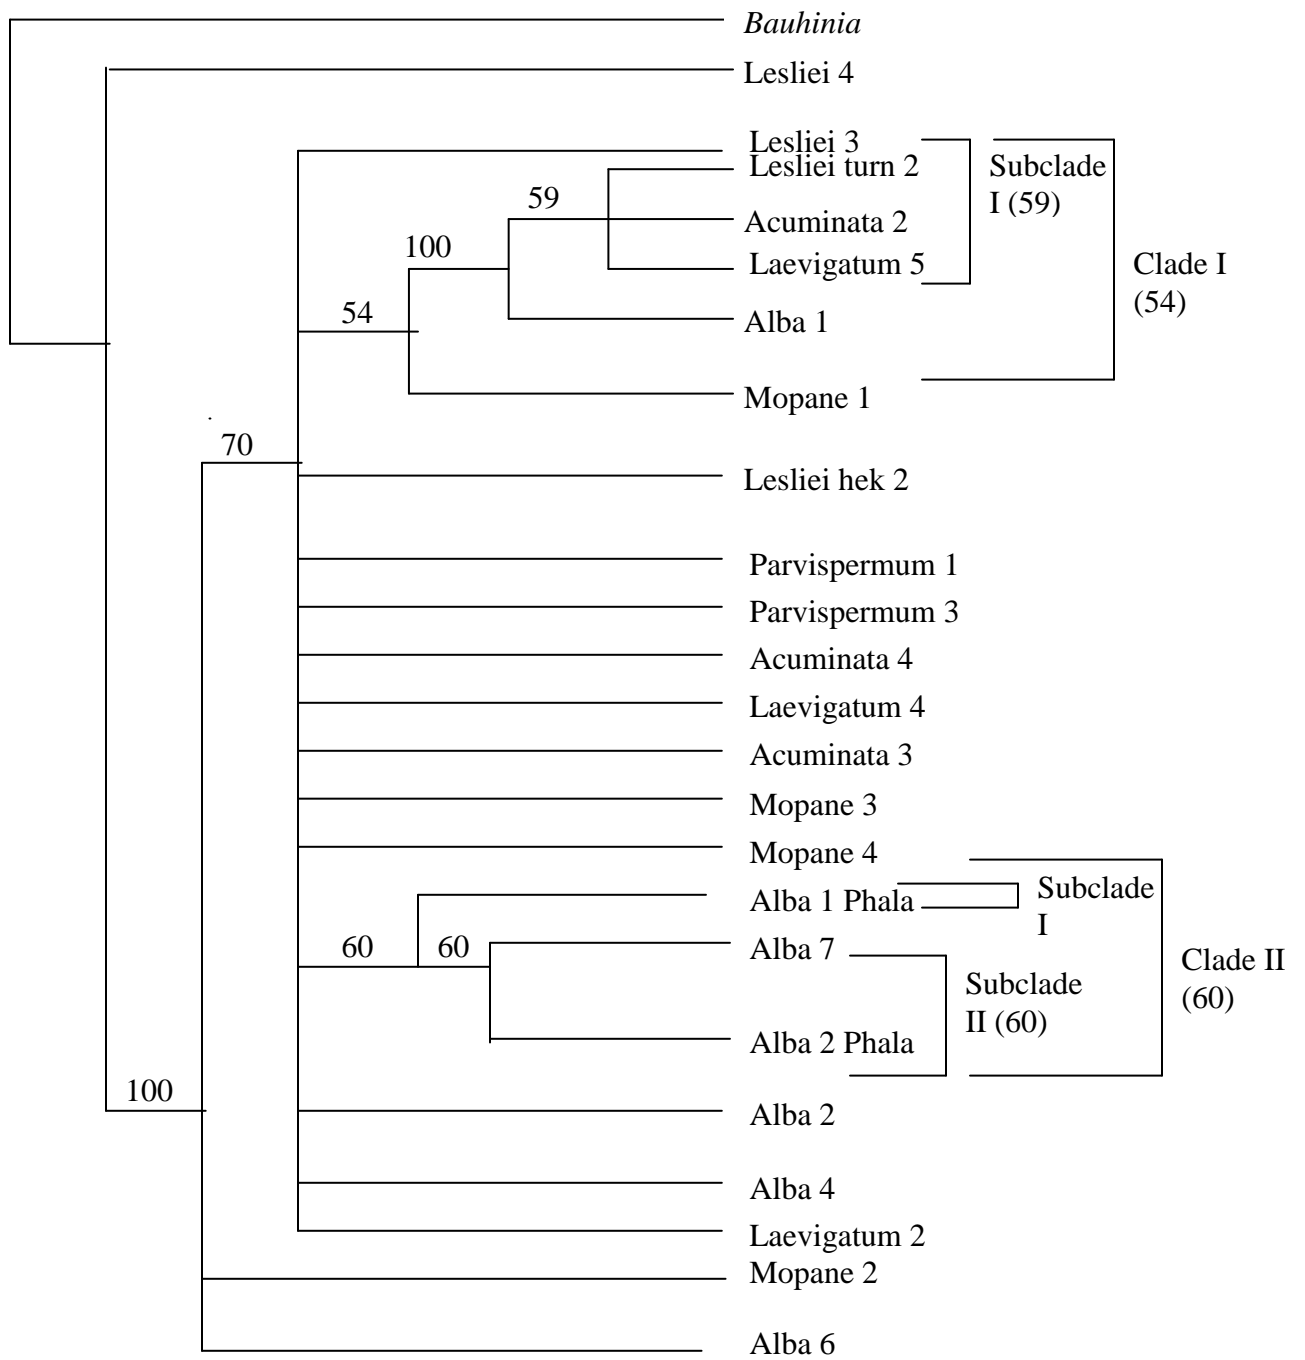 Bauhinia
Lesliei 4
Lesliei 3
Lesliei turn 2
Subclade
I (59)
59
Acuminata 2
100
Laevigatum 5
Clade I
(54)
54
Alba 1
Mopane 1
70
Lesliei hek 2
Parvispermum 1
Parvispermum 3
Acuminata 4
Laevigatum 4
Acuminata 3
Mopane 3
Mopane 4
Alba 1 Phala
Subclade
I
60
60
Alba 7
Clade II
(60)
Subclade
II (60)
Alba 2 Phala
100
Alba 2
Alba 4
Laevigatum 2
Mopane 2
Alba 6